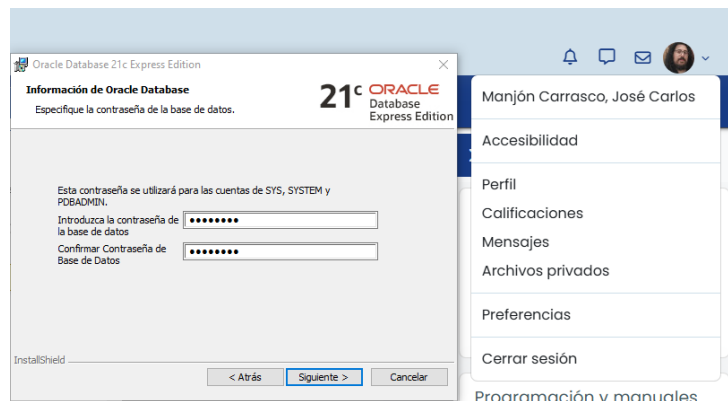 Oracle Database 21c Express Edition
Información de Oracle Database
Especifique la contraseña de la base de datos.
21c ORACLE
Database
Express Edition
Esta contraseña se utilizará para las cuentas de SYS, SYSTEM y
PDBADMIN.
Introduzca la contraseña de
la base de datos
••••••••
Confirmar Contraseña de
Base de Datos
••••••••
InstallShield
< Atrás
Siguiente >
Cancelar
Manjón Carrasco, José Carlos
Accesibilidad
Perfil
Calificaciones
Mensajes
Archivos privados
Preferencias
Cerrar sesión
Programación y manuales